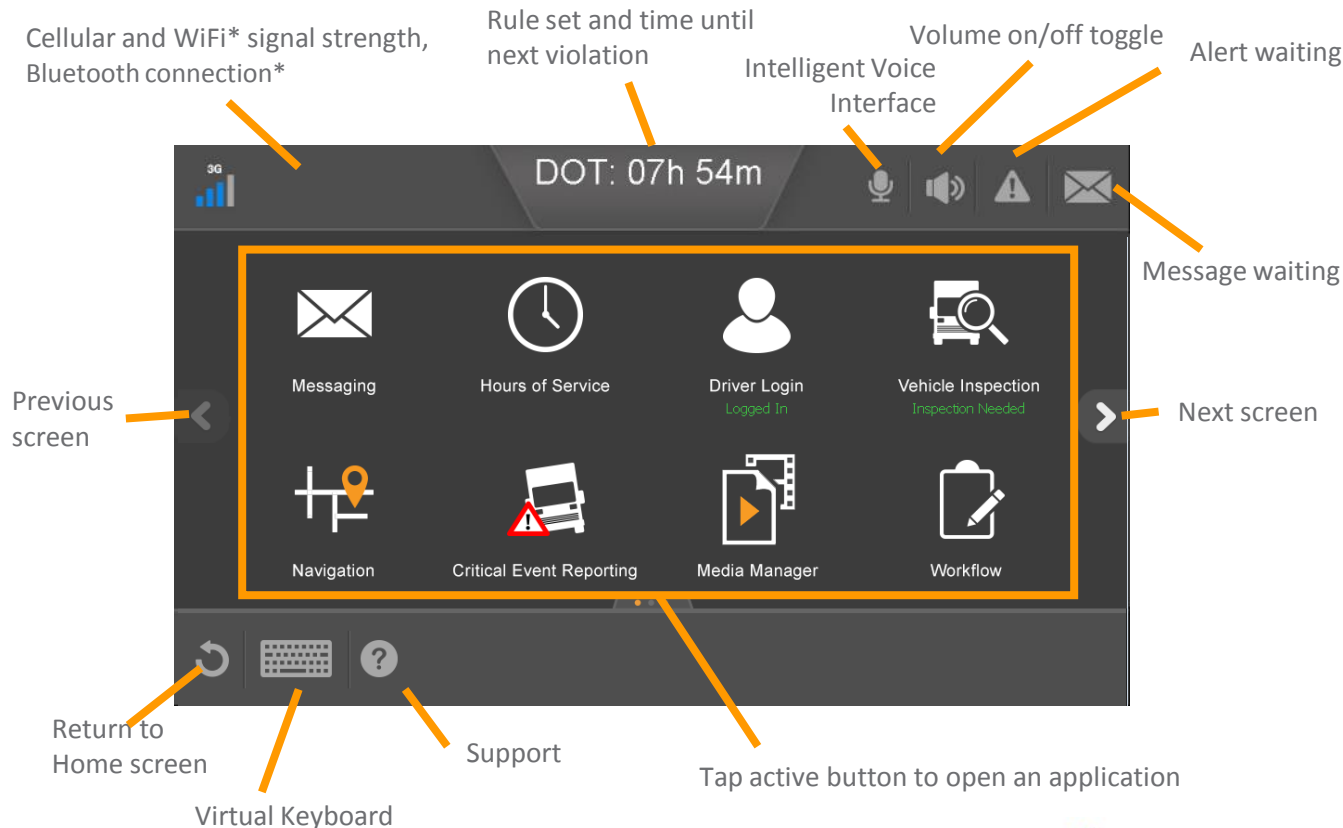 Rule set and time until
next violation
Cellular and WiFi* signal strength,
Bluetooth connection*
Volume on/off toggle
Alert waiting
Intelligent Voice
Interface
3G
DOT: 07h 54m
Message waiting
Messaging
Hours of Service
Driver Login
Logged In
Vehicle Inspection
Inspection Needed
Previous
screen
Next screen
Navigation
Critical Event Reporting
Media Manager
Workflow
?
Return to
Home screen
Support
Tap active button to open an application
Virtual Keyboard